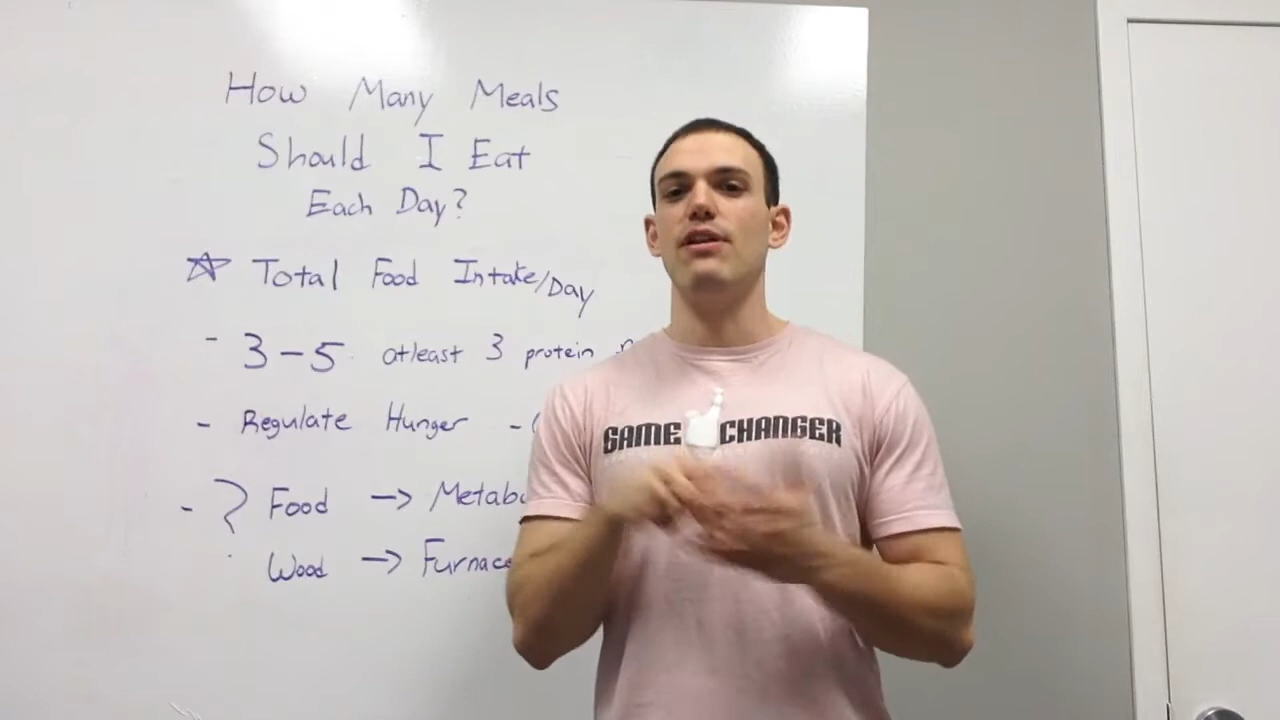 How Many Meals
Should I Eat
Each Day?
Total Food Intake/Day
- 3-5 atleast 3 protein
- Regulate Hunger -
- ? Food → Metabo
Wood → Furnace
GAME CHANGER